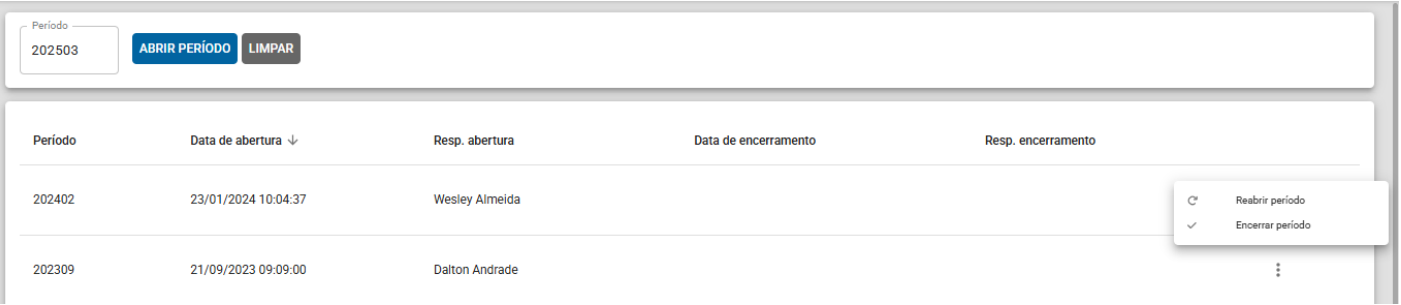 Período
202503 ABRIR PERÍODO LIMPAR
Período Data de abertura Resp. abertura Data de encerramento Resp. encerramento
202402 23/01/2024 10:04:37 Wesley Almeida
Reabrir período
Encerrar período
202309 21/09/2023 09:09:00 Dalton Andrade